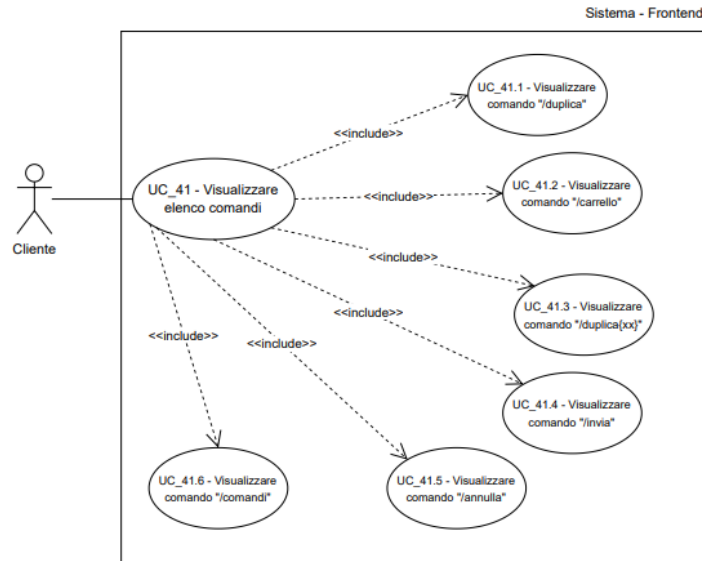 Sistema - Frontend
UC_41.1 - Visualizzare
comando "/duplica"
<<include>>
UC_41 - Visualizzare
elenco comandi
<<include>>
UC_41.2 - Visualizzare
comando "/carrello"
Cliente
<<include>>
UC_41.3 - Visualizzare
comando "/duplica{xx}"
<<include>>
<<include>>
<<include>>
UC_41.4 - Visualizzare
comando "/invia"
UC_41.6 - Visualizzare
comando "/comandi"
UC_41.5 - Visualizzare
comando "/annulla"